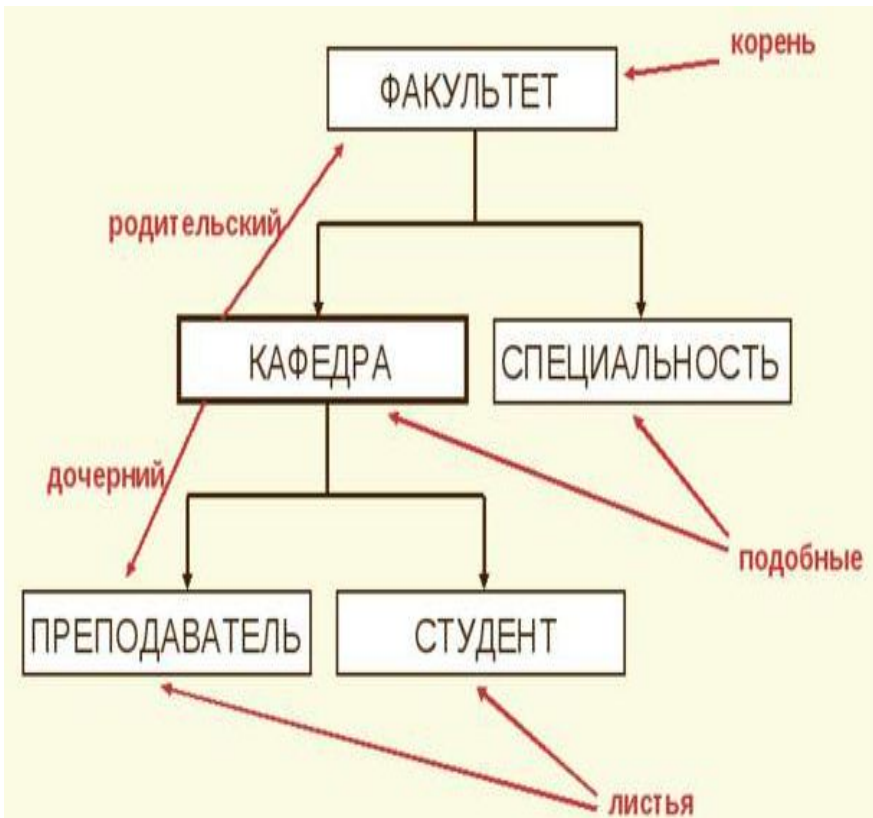 корень
ФАКУЛЬТЕТ
родительский
КАФЕДРА
СПЕЦИАЛЬНОСТЬ
дочерний
подобные
ПРЕПОДАВАТЕЛЬ
СТУДЕНТ
листья